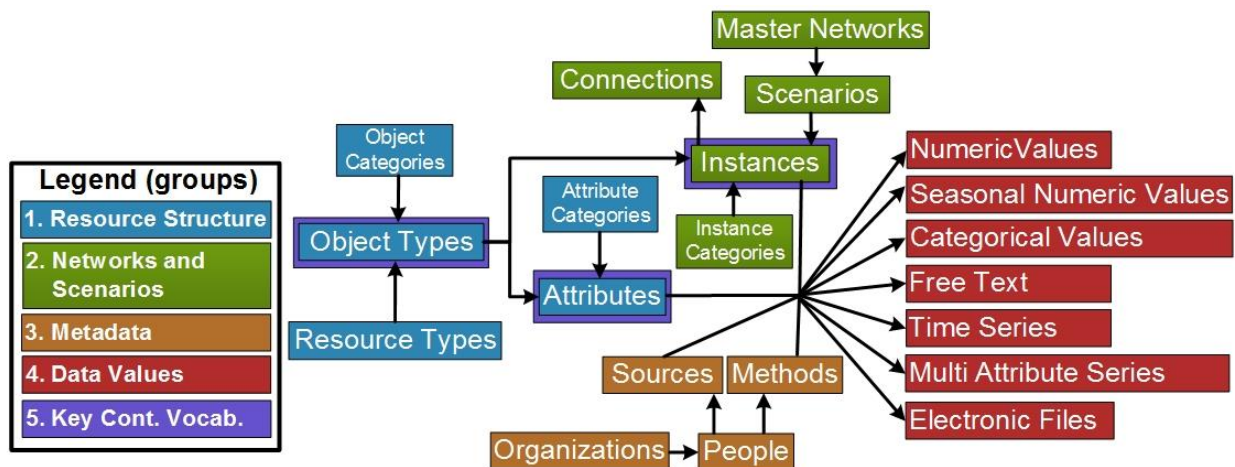 Master Networks
Connections
Scenarios
Object
Categories
Instances
NumericValues
Legend (groups)
Attribute
Categories
Seasonal Numeric Values
1. Resource Structure
Object Types
Instance
Categories
Categorical Values
2. Networks and
Scenarios
Attributes
Free Text
3. Metadata
Resource Types
Time Series
4. Data Values
Sources
Methods
Multi Attribute Series
5. Key Cont. Vocab.
Electronic Files
Organizations
People